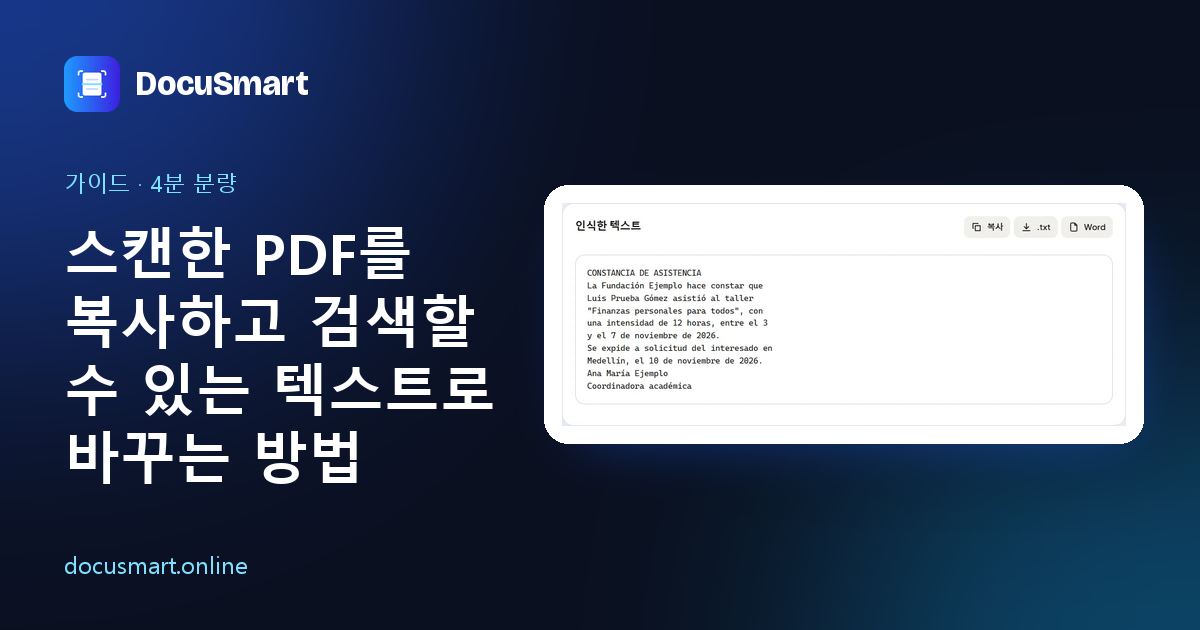 DocuSmart
가이드 · 4분 분량
스캔한 PDF를
복사하고 검색할
수 있는 텍스트로
바꾸는 방법
docusmart.online
인식한 텍스트
복사
.txt
Word
CONSTANCIA DE ASISTENCIA
La Fundación Ejemplo hace constar que
Luis Prueba Gómez asistió al taller
"Finanzas personales para todos", con
una intensidad de 12 horas, entre el 3
y el 7 de noviembre de 2026.
Se expide a solicitud del interesado en
Medellín, el 10 de noviembre de 2026.
Ana María Ejemplo
Coordinadora académica